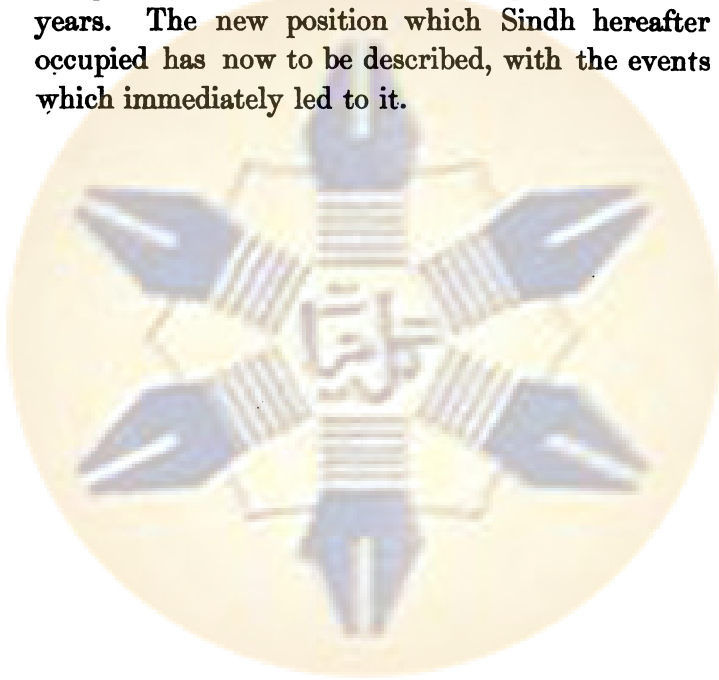 years. The new position which Sindh hereafter
occupied has now to be described, with the events
which immediately led to it.